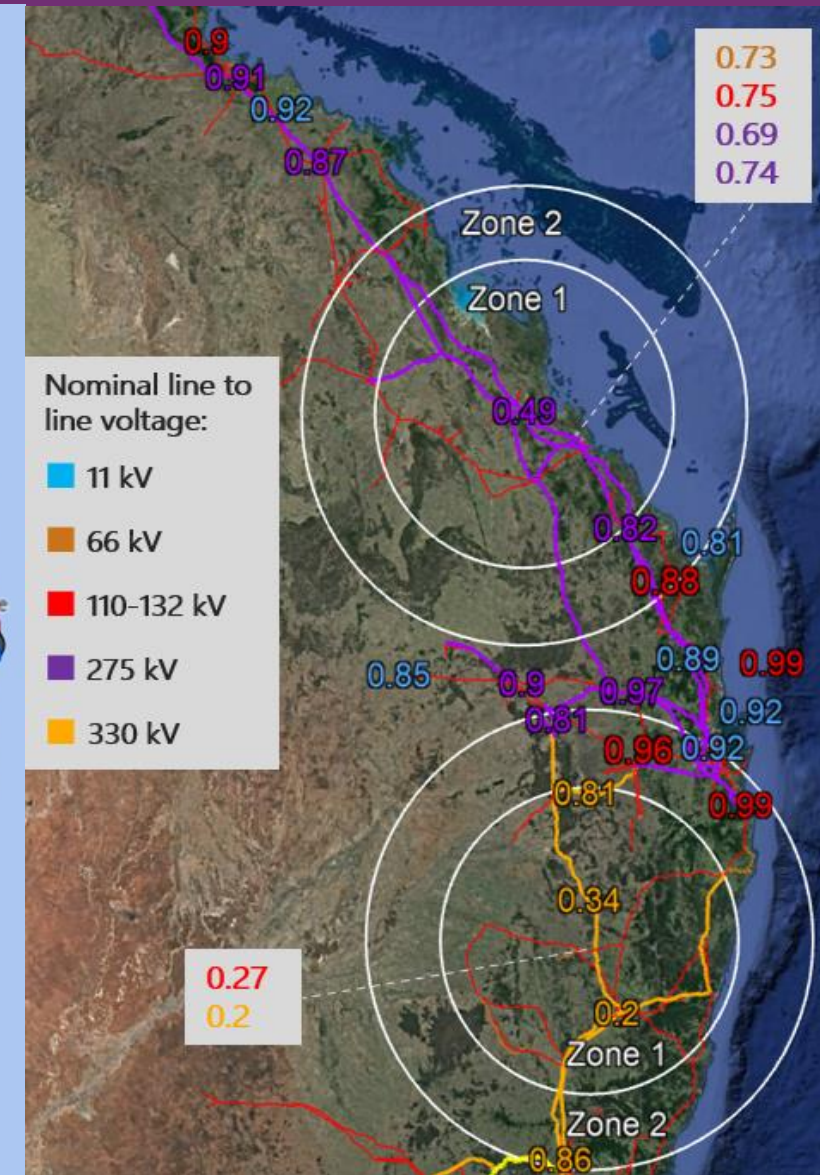 0.9
0.91
0.92
0.87
0.73
0.75
0.69
0.74
Zone 2
Zone 1
Nominal line to
line voltage:
11 kV
66 kV
110-132 kV
275 kV
330 kV
0.49
0.82
0.81
0.88
0.89
0.99
0.85
0.9
0.97
0.81
0.92
0.96
0.92
0.81
0.99
0.34
0.27
0.2
0.2
Zone 1
Zone 2
0.86
e